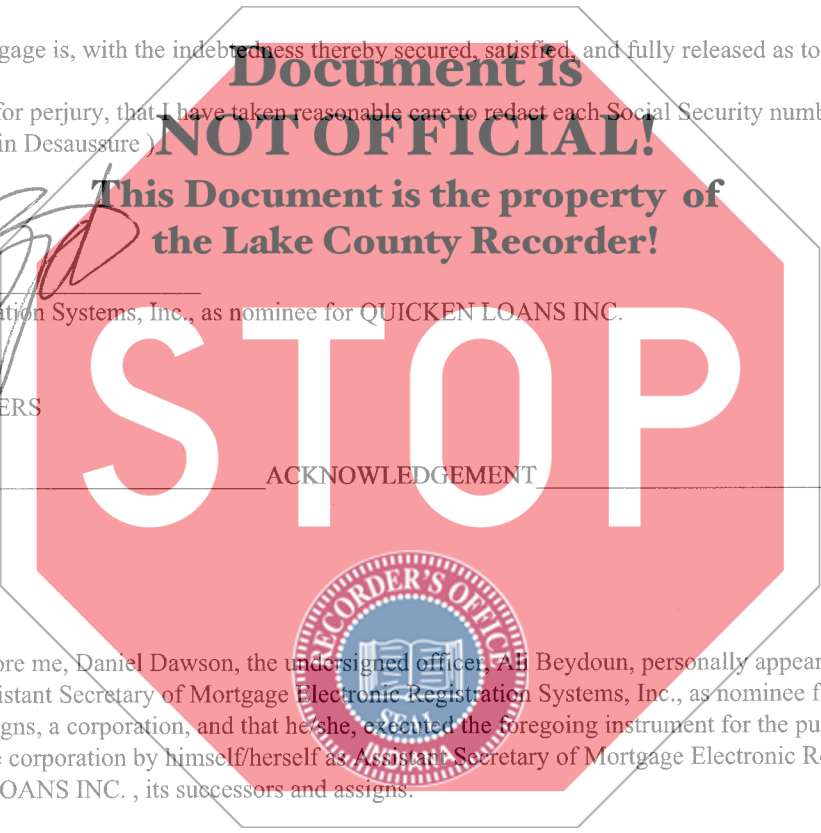 gage is, with the indebtedness thereby secured, satisfied, and fully released as to
Document is
for perjury, that I have taken reasonable care to redact each Social Security numb
NOT OFFICIAL!
in Desaussure )
This Document is the property of
the Lake County Recorder!
ation Systems, Inc., as nominee for QUICKEN LOANS INC.
STOP
ERS
ACKNOWLEDGEMENT
RECORDER'S OFFICE
ore me, Daniel Dawson, the undersigned officer, Ali Beydoun, personally appear
istant Secretary of Mortgage Electronic Registration Systems, Inc., as nominee f
SEAL
gns, a corporation, and that he/she, executed the foregoing instrument for the pu
e corporation by himself/herself as Assistant Secretary of Mortgage Electronic R
OANS INC. , its successors and assigns.